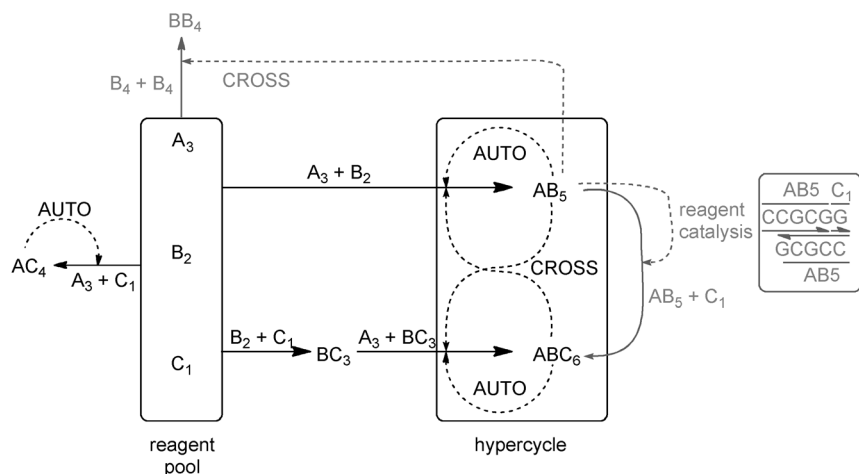 BB4
B4 + B4
CROSS
A3
A3 + B2
AUTO
AB5
AUTO
AC4
A3 + C1
B2
CROSS
reagent
catalysis
AB5 + C1
AB5 C1
CCGCGG
GCGCC
AB5
B2 + C1
BC3
A3 + BC3
ABC6
C1
AUTO
reagent
pool
hypercycle